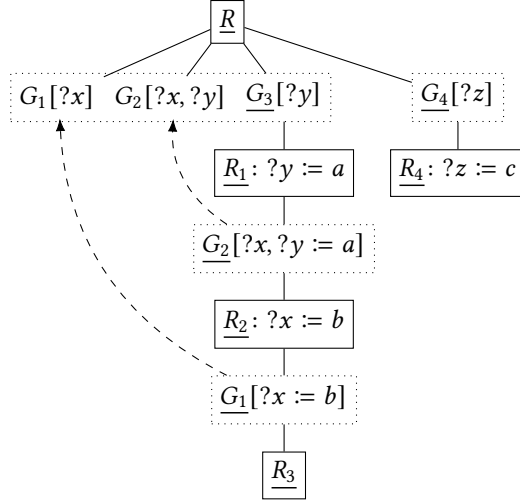 R
G₁[?x] G₂[?x, ?y] G₃[?y] G₄[?z]
R₁: ?y := a R₄: ?z := c
G₂[?x, ?y := a]
R₂: ?x := b
G₁[?x := b]
R₃